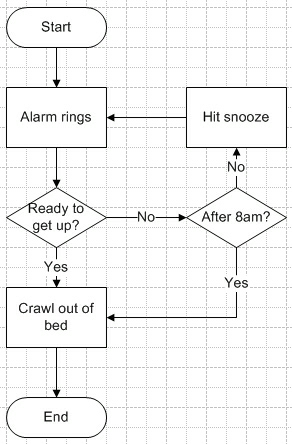 Start
Alarm rings
Hit snooze
No
Ready to
get up?
No
After 8am?
Yes
Yes
Crawl out of
bed
End